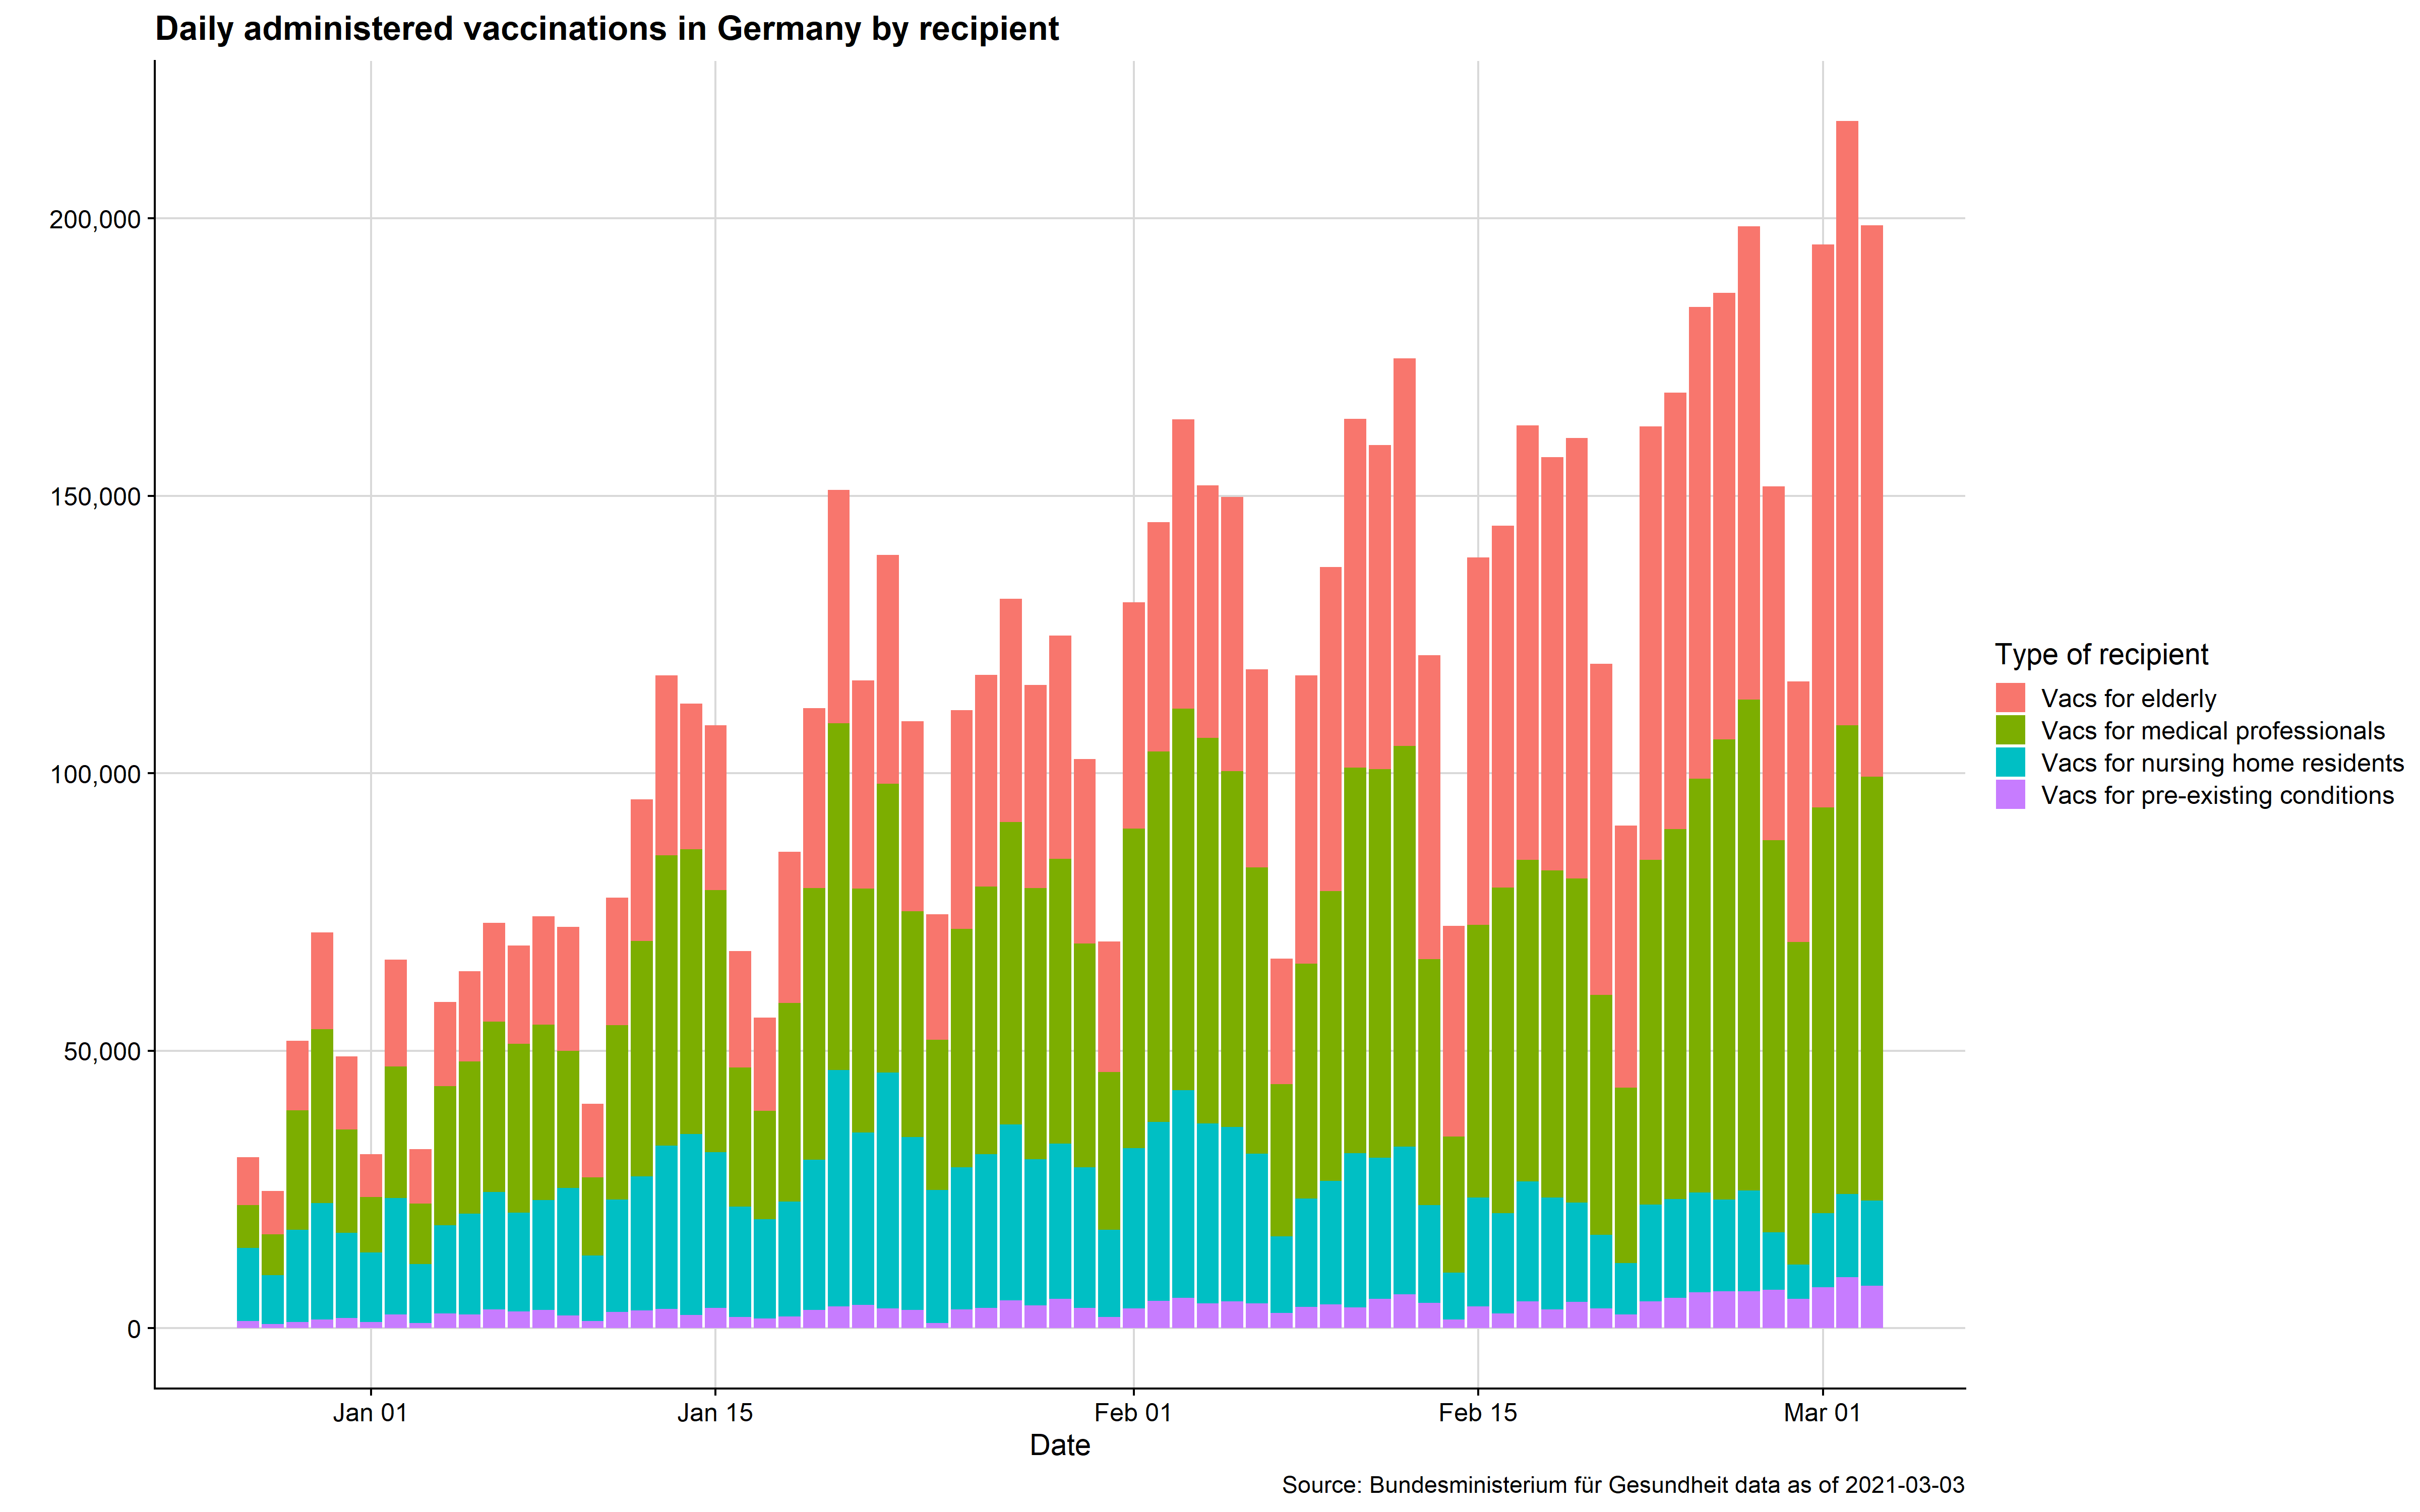 Daily administered vaccinations in Germany by recipient
200,000
150,000
100,000
50,000
0
Jan 01
Jan 15
Feb 01
Feb 15
Mar 01
Date
Type of recipient
Vacs for elderly
Vacs for medical professionals
Vacs for nursing home residents
Vacs for pre-existing conditions
Source: Bundesministerium für Gesundheit data as of 2021-03-03